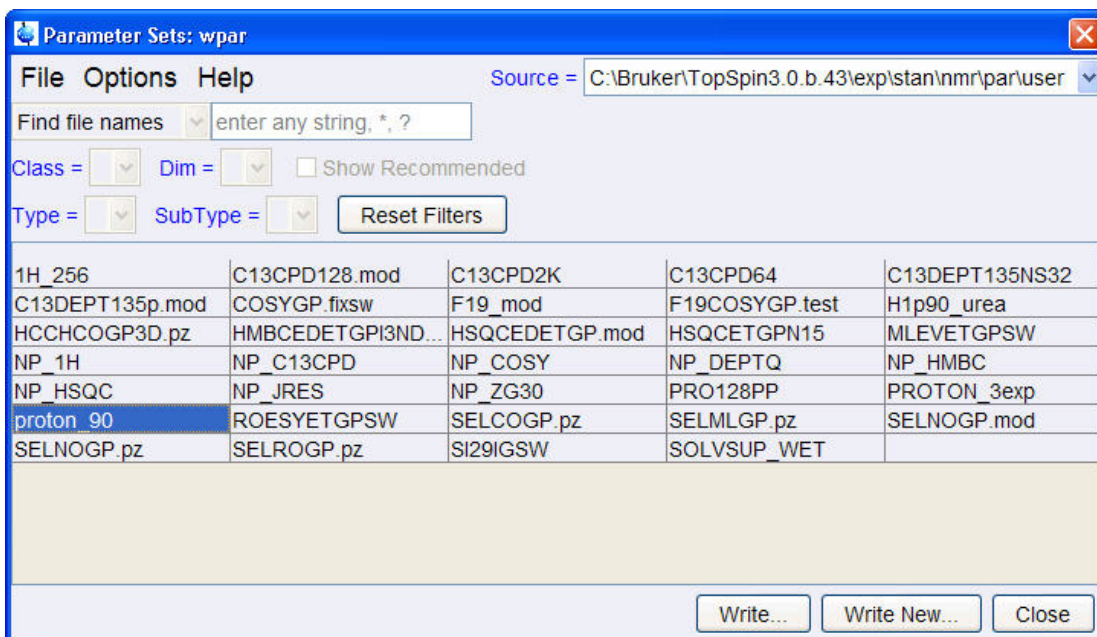 Parameter Sets: wpar
File Options Help Source = C:\Bruker\TopSpin3.0.b.43\exp\stan\nmr\par\user
Find file names enter any string, *, ?
Class = Dim = Show Recommended
Type = SubType = Reset Filters
1H_256 C13CPD128.mod C13CPD2K C13CPD64 C13DEPT135NS32
C13DEPT135p.mod COSYGP.fixsw F19_mod F19COSYGP.test H1p90_urea
HCCHCOGP3D.pz HMBCEDETGPl3ND... HSQCEDETGP.mod HSQCETGPN15 MLEVETGPSW
NP_1H NP_C13CPD NP_COSY NP_DEPTQ NP_HMBC
NP_HSQC NP_JRES NP_ZG30 PRO128PP PROTON_3exp
proton_90 ROESYETGPSW SELCOGP.pz SELMLGP.pz SELNOGP.mod
SELNOGP.pz SELROGP.pz SI29IGSW SOLVSUP_WET
Write... Write New... Close